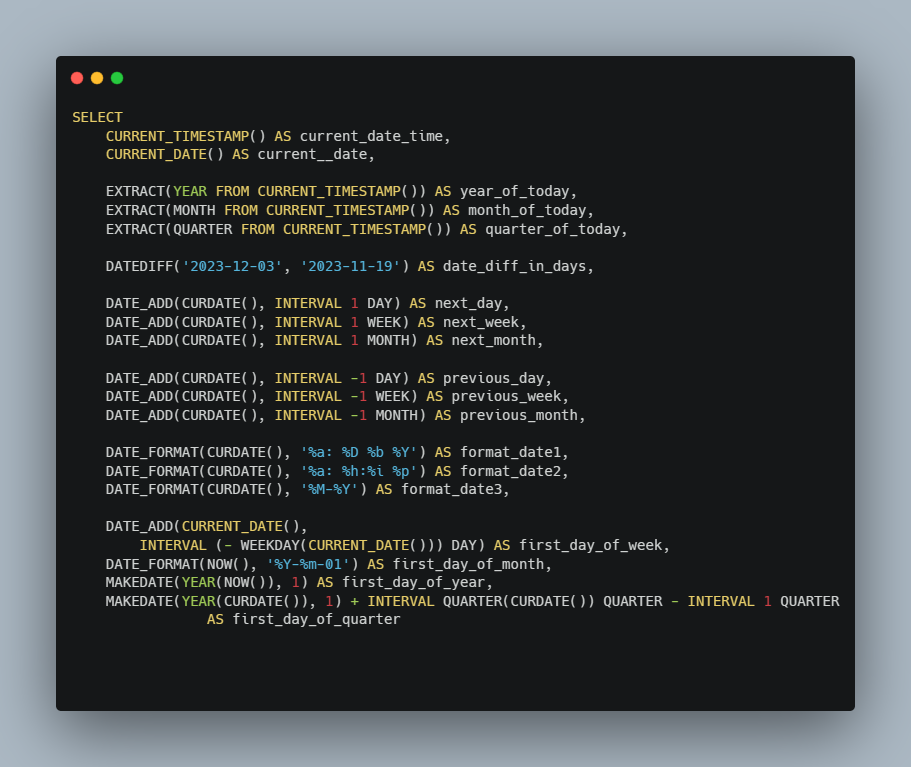 SELECT
    CURRENT_TIMESTAMP() AS current_date_time,
    CURRENT_DATE() AS current__date,

    EXTRACT(YEAR FROM CURRENT_TIMESTAMP()) AS year_of_today,
    EXTRACT(MONTH FROM CURRENT_TIMESTAMP()) AS month_of_today,
    EXTRACT(QUARTER FROM CURRENT_TIMESTAMP()) AS quarter_of_today,

    DATEDIFF('2023-12-03', '2023-11-19') AS date_diff_in_days,

    DATE_ADD(CURDATE(), INTERVAL 1 DAY) AS next_day,
    DATE_ADD(CURDATE(), INTERVAL 1 WEEK) AS next_week,
    DATE_ADD(CURDATE(), INTERVAL 1 MONTH) AS next_month,

    DATE_ADD(CURDATE(), INTERVAL -1 DAY) AS previous_day,
    DATE_ADD(CURDATE(), INTERVAL -1 WEEK) AS previous_week,
    DATE_ADD(CURDATE(), INTERVAL -1 MONTH) AS previous_month,

    DATE_FORMAT(CURDATE(), '%a: %D %b %Y') AS format_date1,
    DATE_FORMAT(CURDATE(), '%a: %h:%i %p') AS format_date2,
    DATE_FORMAT(CURDATE(), '%M-%Y') AS format_date3,

    DATE_ADD(CURRENT_DATE(),
        INTERVAL (- WEEKDAY(CURRENT_DATE())) DAY) AS first_day_of_week,
    DATE_FORMAT(NOW(), '%Y-%m-01') AS first_day_of_month,
    MAKEDATE(YEAR(NOW()), 1) AS first_day_of_year,
    MAKEDATE(YEAR(CURDATE()), 1) + INTERVAL QUARTER(CURDATE()) QUARTER - INTERVAL 1 QUARTER
                AS first_day_of_quarter